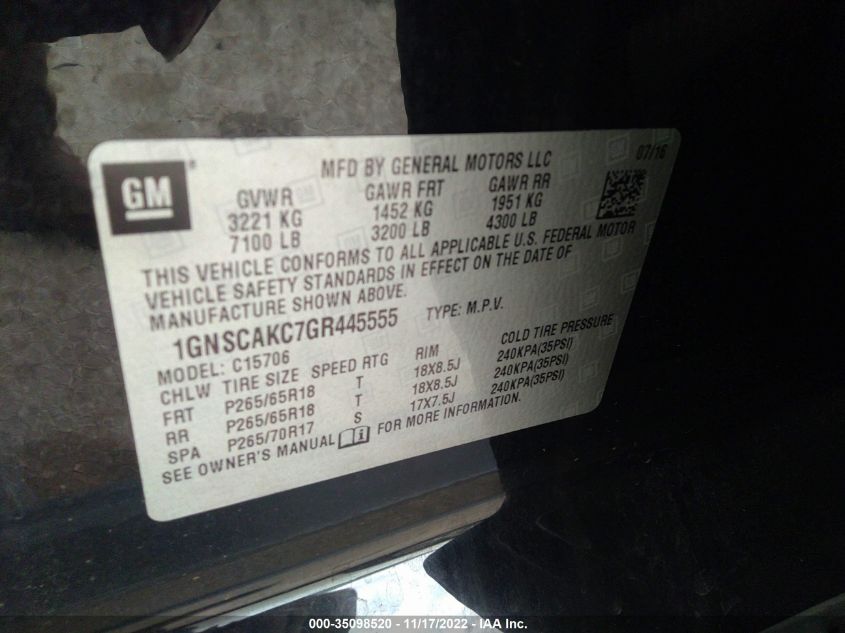 GM
MFD BY GENERAL MOTORS LLC 07/16
GVWR GAWR FRT GAWR RR
3221 KG 1452 KG 1951 KG
7100 LB 3200 LB 4300 LB
THIS VEHICLE CONFORMS TO ALL APPLICABLE U.S. FEDERAL MOTOR
VEHICLE SAFETY STANDARDS IN EFFECT ON THE DATE OF
MANUFACTURE SHOWN ABOVE.
1GNSCAKC7GR445555 TYPE: M.P.V.
MODEL: C15706
CHLW TIRE SIZE SPEED RTG RIM COLD TIRE PRESSURE
FRT P265/65R18 T 18X8.5J 240KPA(35PSI)
RR P265/65R18 T 18X8.5J 240KPA(35PSI)
SPA P265/70R17 S 17X7.5J 240KPA(35PSI)
SEE OWNER'S MANUAL FOR MORE INFORMATION.
000-35098520 - 11/17/2022 - IAA Inc.